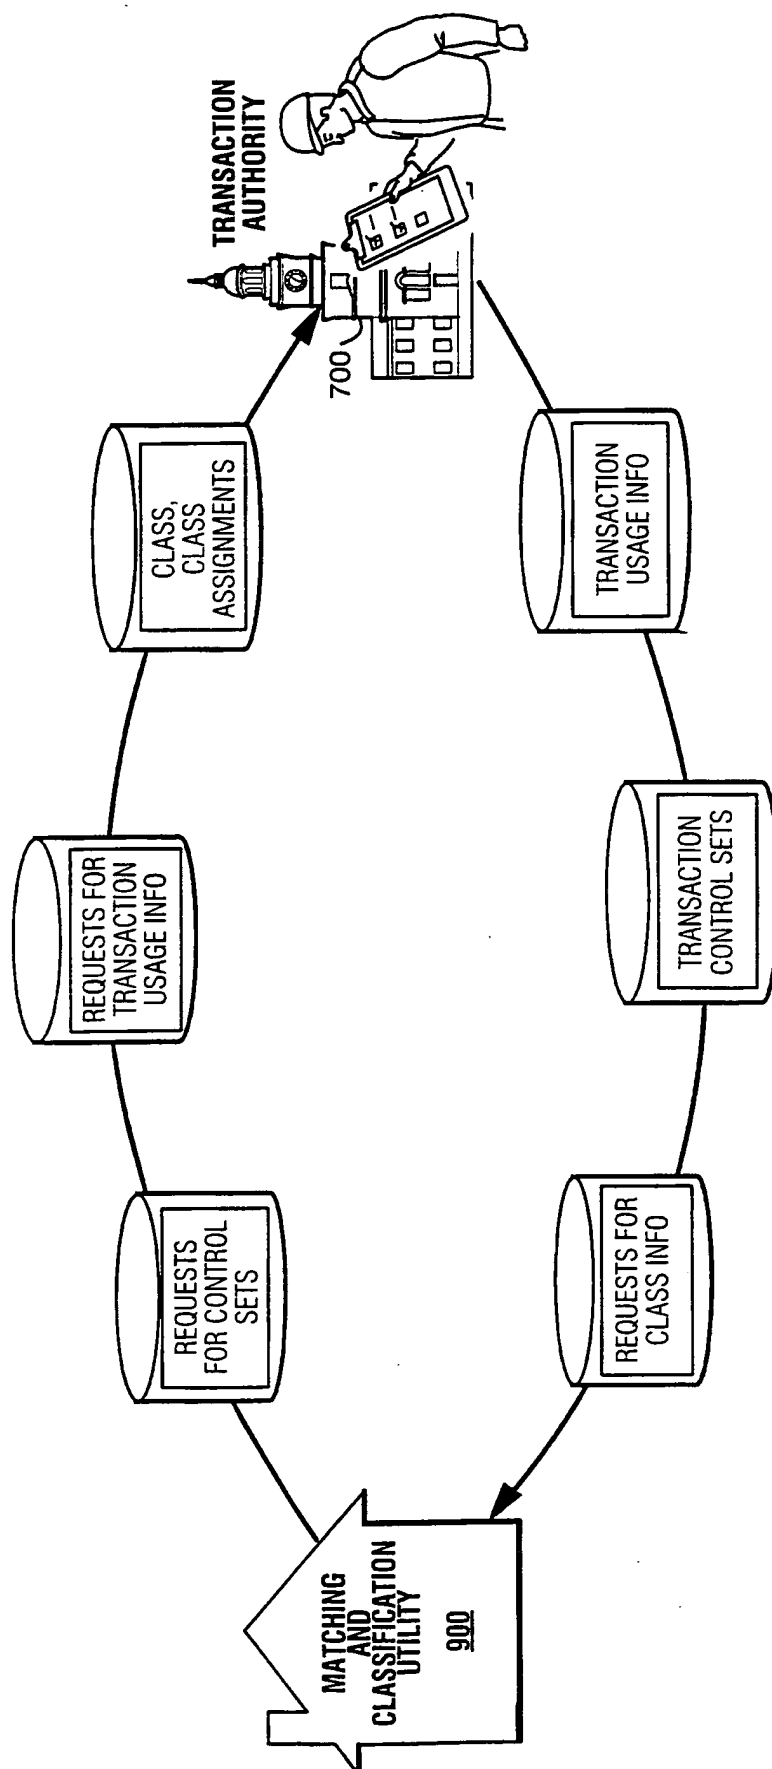 TRANSACTION
AUTHORITY
700
CLASS,
CLASS
ASSIGNMENTS
REQUESTS FOR
TRANSACTION
USAGE INFO
REQUESTS
FOR CONTROL
SETS
MATCHING
AND
CLASSIFICATION
UTILITY
900
REQUESTS FOR
CLASS INFO
TRANSACTION
CONTROL SETS
TRANSACTION
USAGE INFO